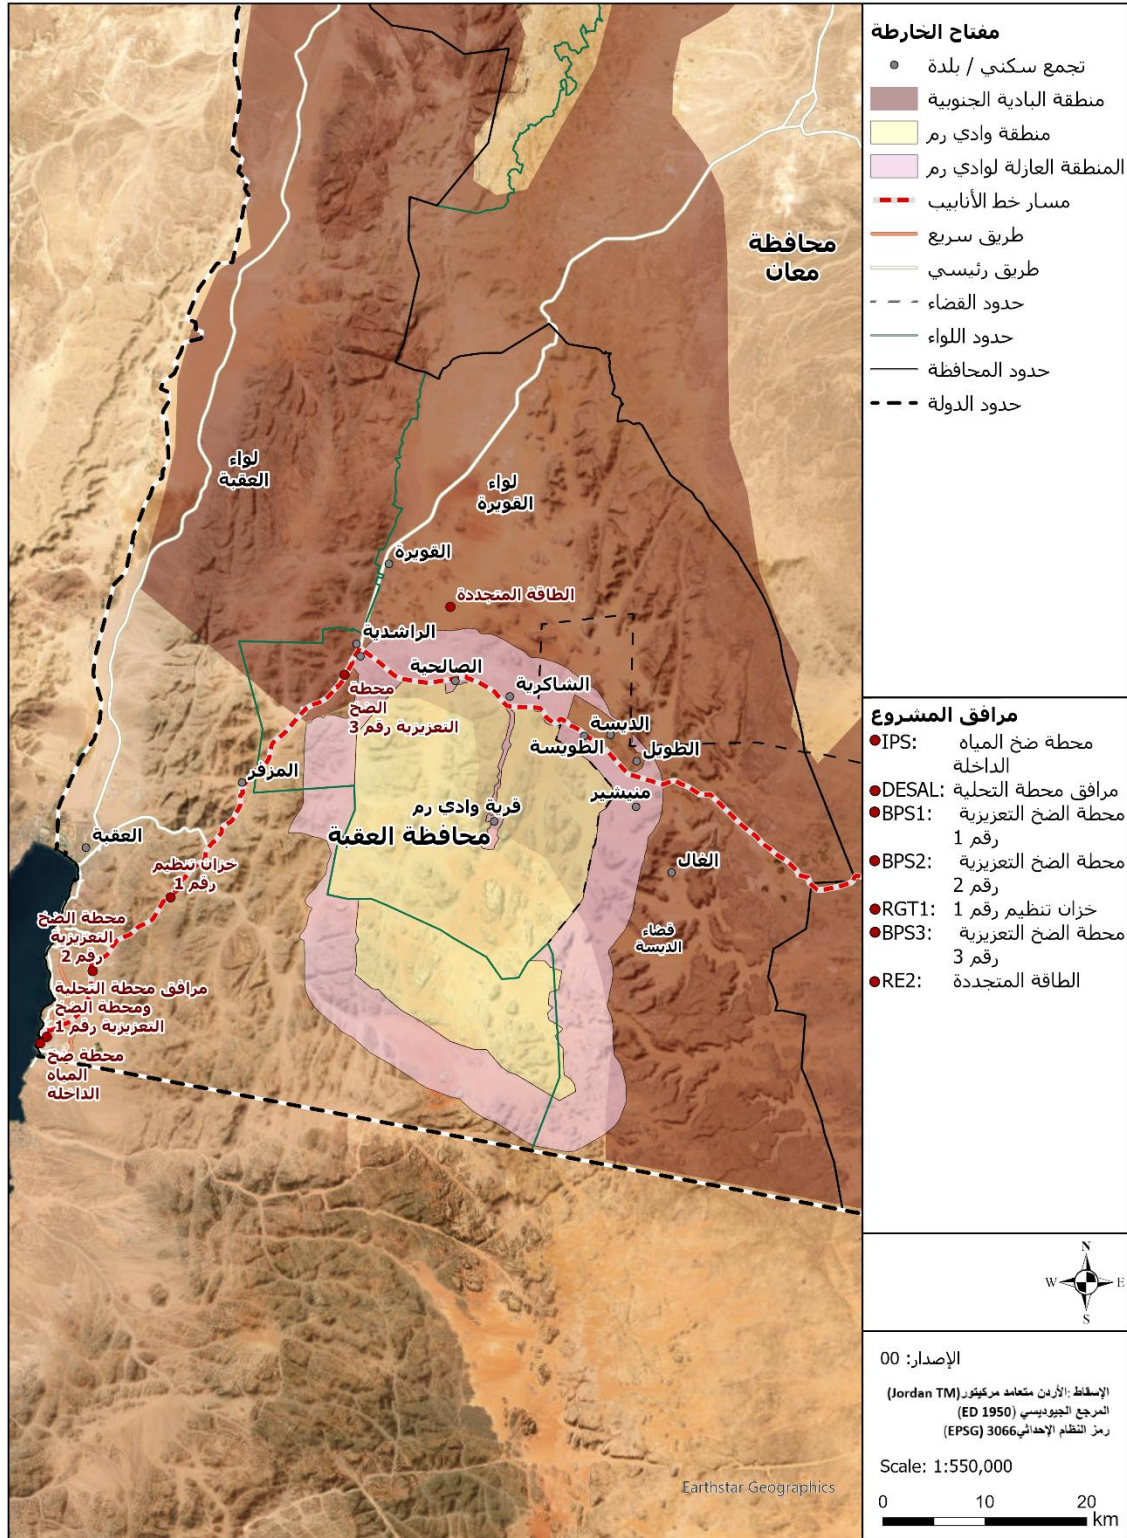 محافظة
معان
لواء
العقبة
لواء
القويرة
القويرة
الطاقة المتجددة
الراشدية
الصالحية
محطة
الضخ
التعزيزية رقم 3
الشاكرية
الديسة
الطويسة
الطويل
منيشير
المزفر
قرية وادي رم
محافظة العقبة
العقبة
الغال
خزان تنظيم
رقم 1
محطة الضخ
التعزيزية
رقم 2
قضاء
الديسة
مرافق محطة التحلية
ومحطة الضخ
التعزيزية رقم 1
محطة ضخ
المياه
الداخلة
Earthstar Geographics
مفتاح الخارطة
تجمع سكني / بلدة
منطقة البادية الجنوبية
منطقة وادي رم
المنطقة العازلة لوادي رم
مسار خط الأنابيب
طريق سريع
طريق رئيسي
حدود القضاء
حدود اللواء
حدود المحافظة
حدود الدولة
مرافق المشروع
IPS: محطة ضخ المياه
الداخلة
DESAL: مرافق محطة التحلية
BPS1: محطة الضخ التعزيزية
رقم 1
BPS2: محطة الضخ التعزيزية
رقم 2
RGT1: خزان تنظيم رقم 1
BPS3: محطة الضخ التعزيزية
رقم 3
RE2: الطاقة المتجددة
N
W E
S
الإصدار: 00
الإسقاط :الأردن متعامد مركيتور(Jordan TM)
المرجع الجيوديسي (ED 1950)
رمز النظام الإحداثي3066 (EPSG)
Scale: 1:550,000
0 10 20
km